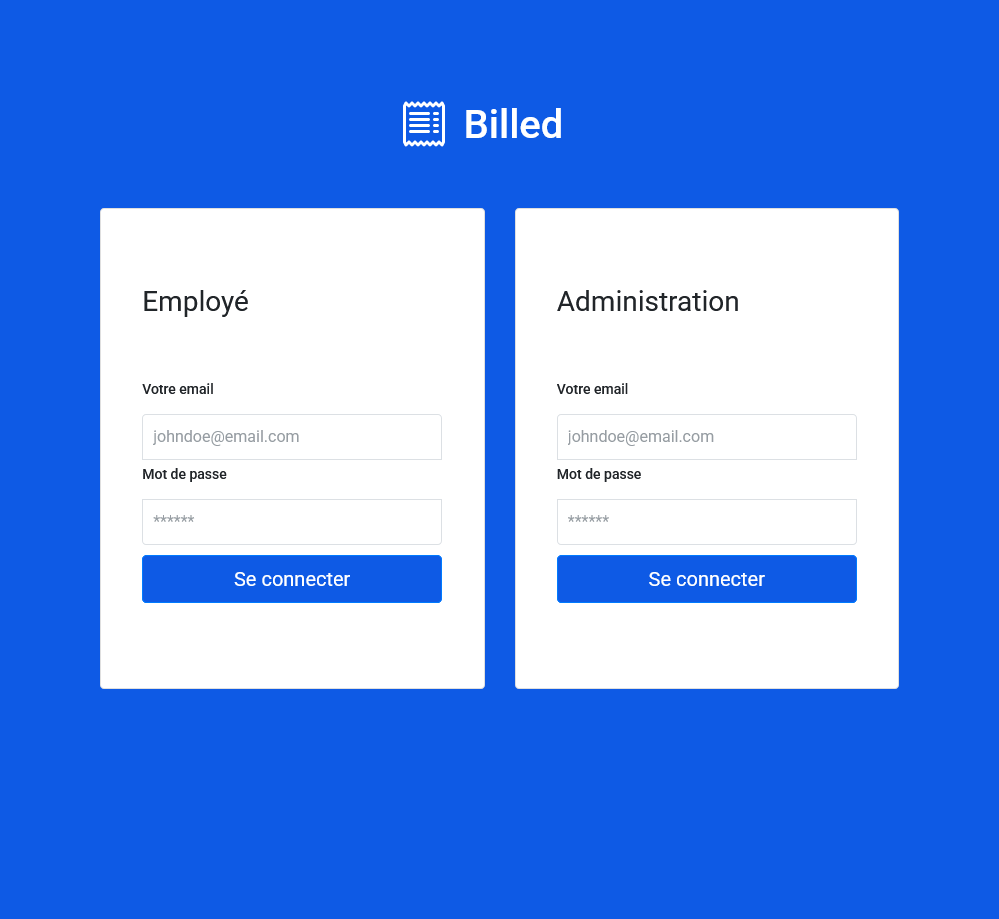 Billed
Employé
Votre email
johndoe@email.com
Mot de passe
******
Se connecter
Administration
Votre email
johndoe@email.com
Mot de passe
******
Se connecter